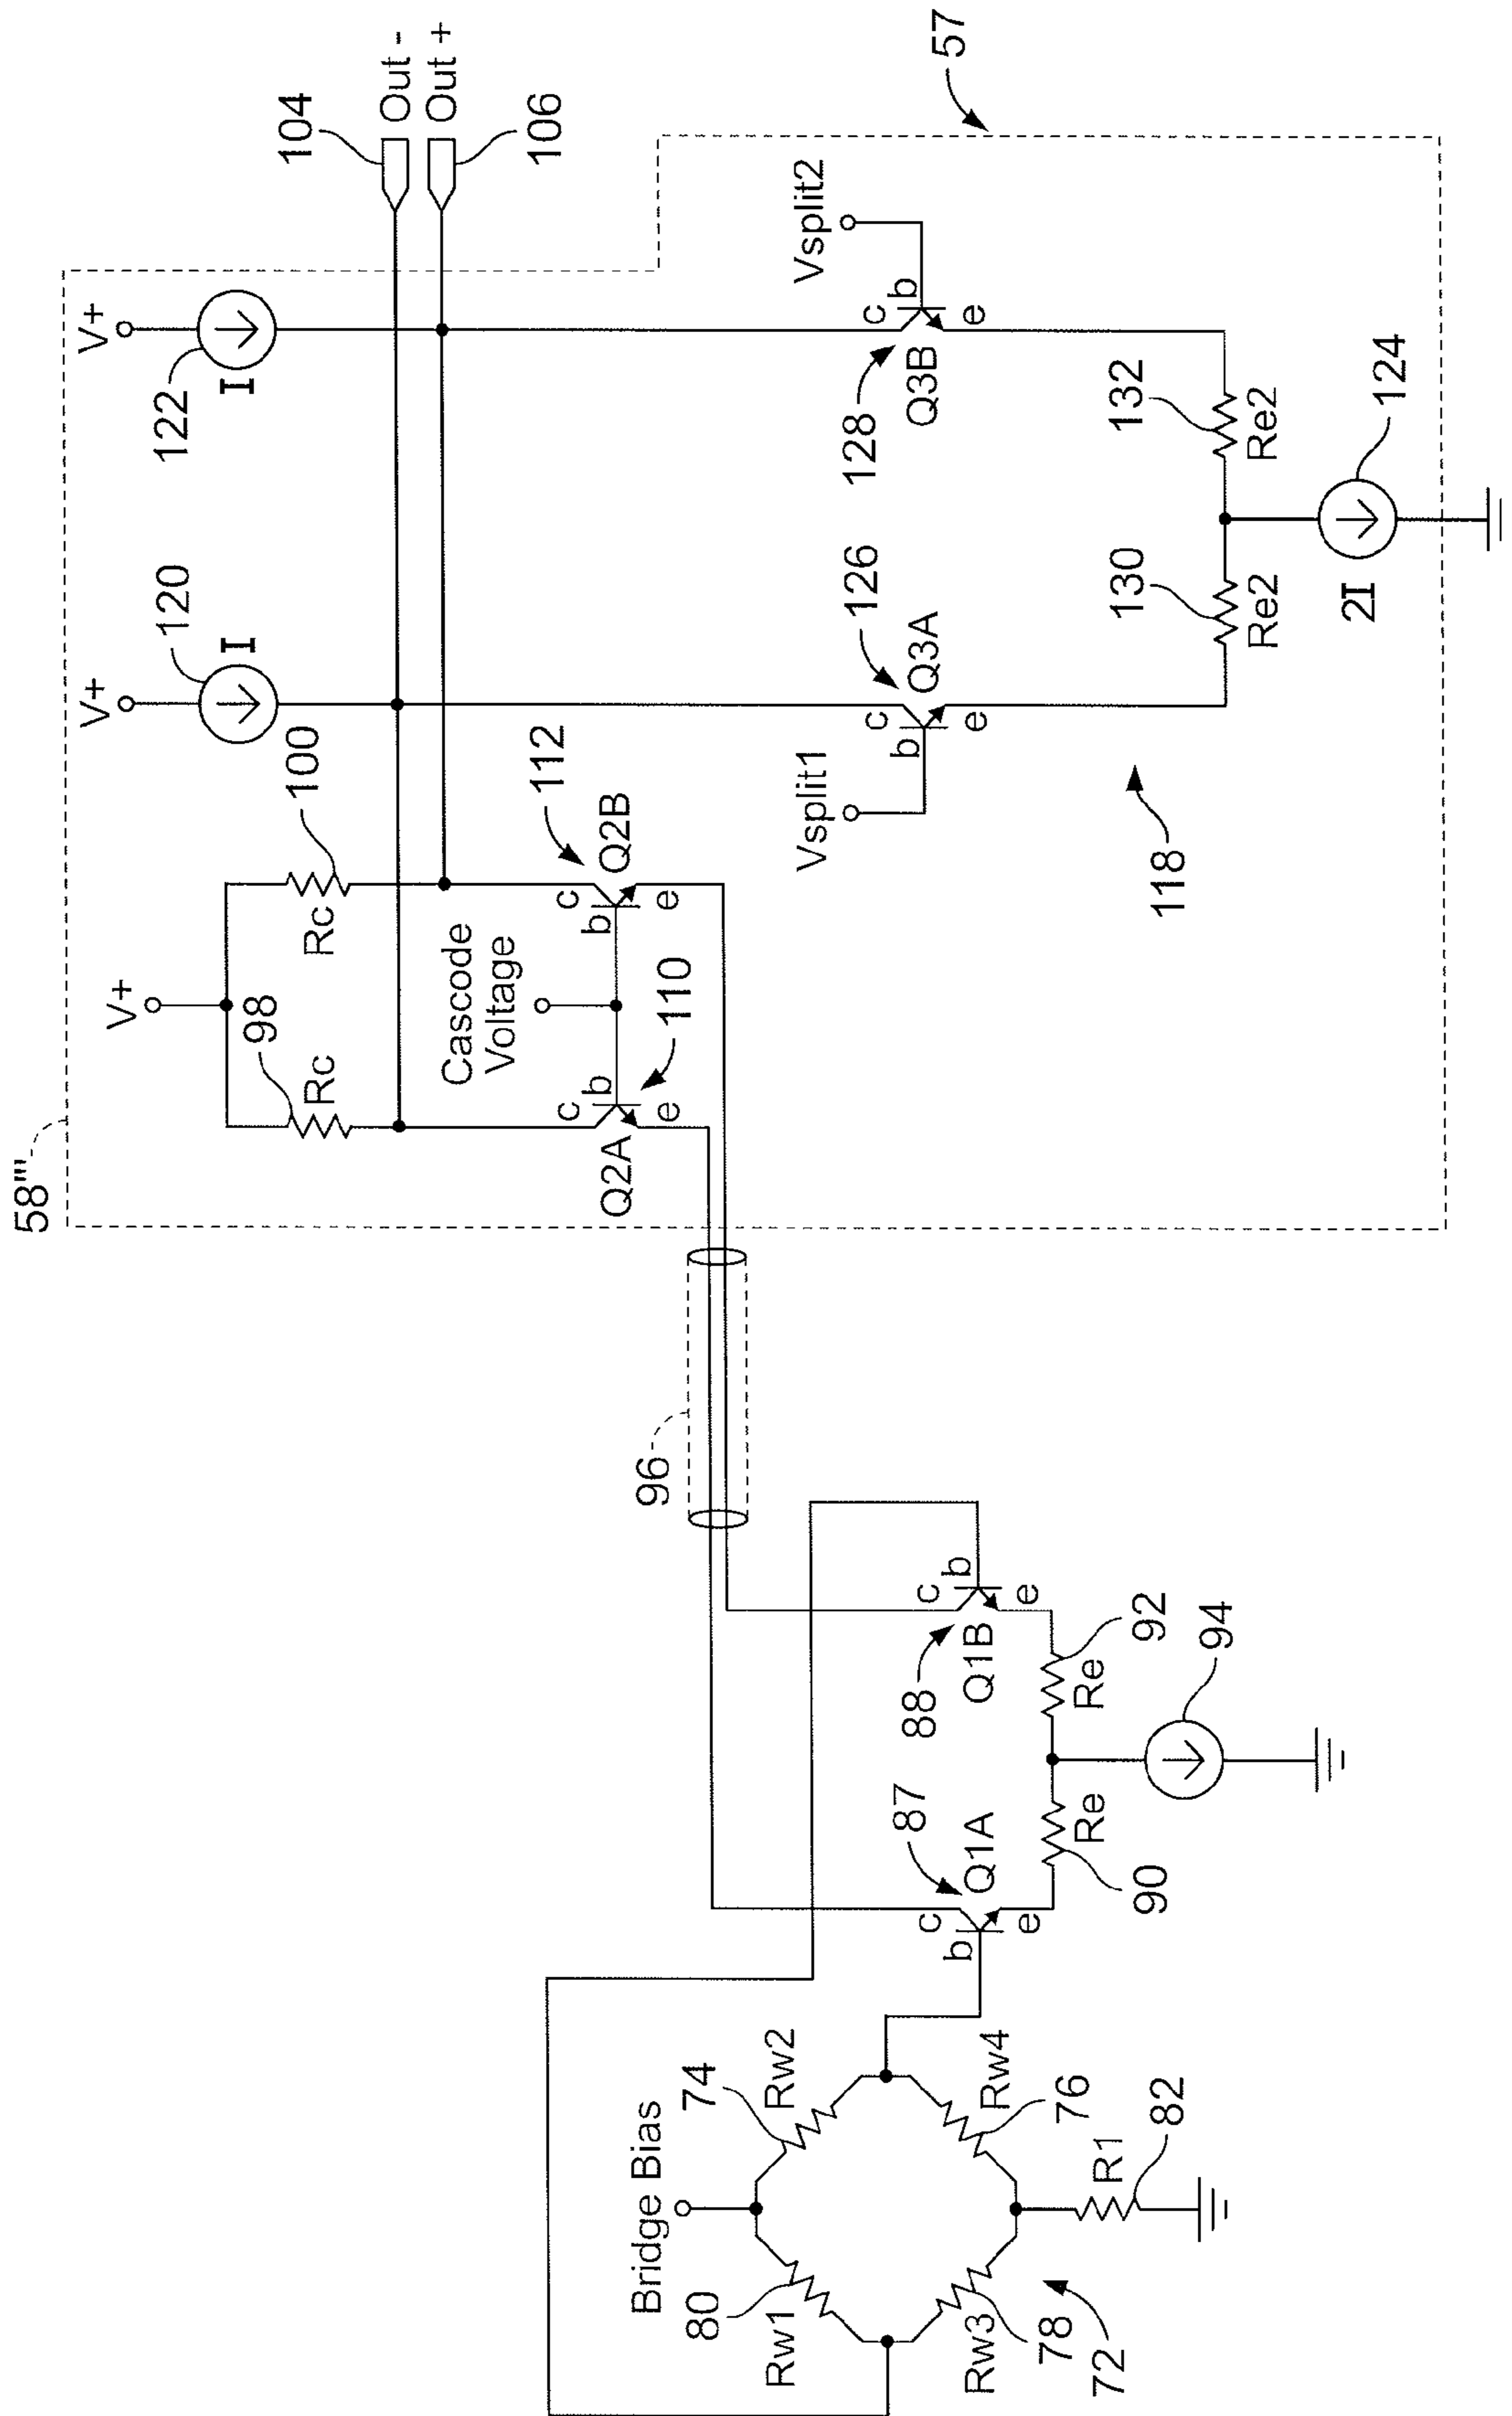 58''''
V+
98
Rc
Rc
100
V+
120
I
V+
122
I
104
Out -
Out +
106
57
Cascode
Voltage
c
b
e
Q2A
110
c
b
e
Q2B
112
96
Vsplit1
c
b
e
126
Q3A
Vsplit2
c
b
e
128
Q3B
118
130
Re2
132
Re2
2I
124
Bridge Bias
80
Rw1
74
Rw2
Rw3
78
72
Rw4
76
R1
82
87
Q1A
c
b
e
88
Q1B
c
b
e
90
Re
Re
92
94